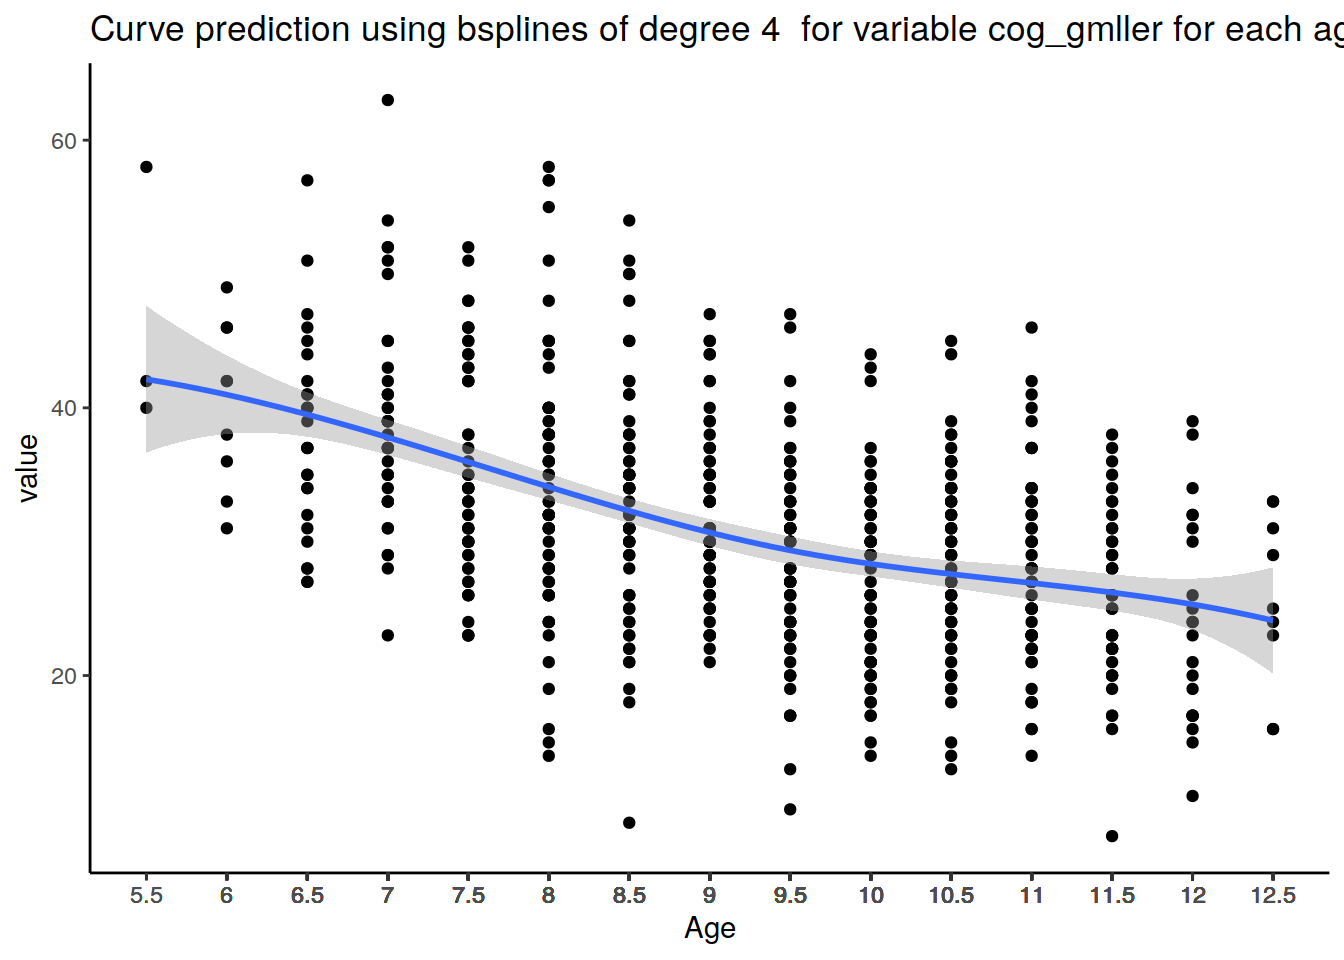 Curve prediction using bsplines of degree 4  for variable cog_gmller for each ag
60
40
20
value
5.5 6 6.5 7 7.5 8 8.5 9 9.5 10 10.5 11 11.5 12 12.5
Age